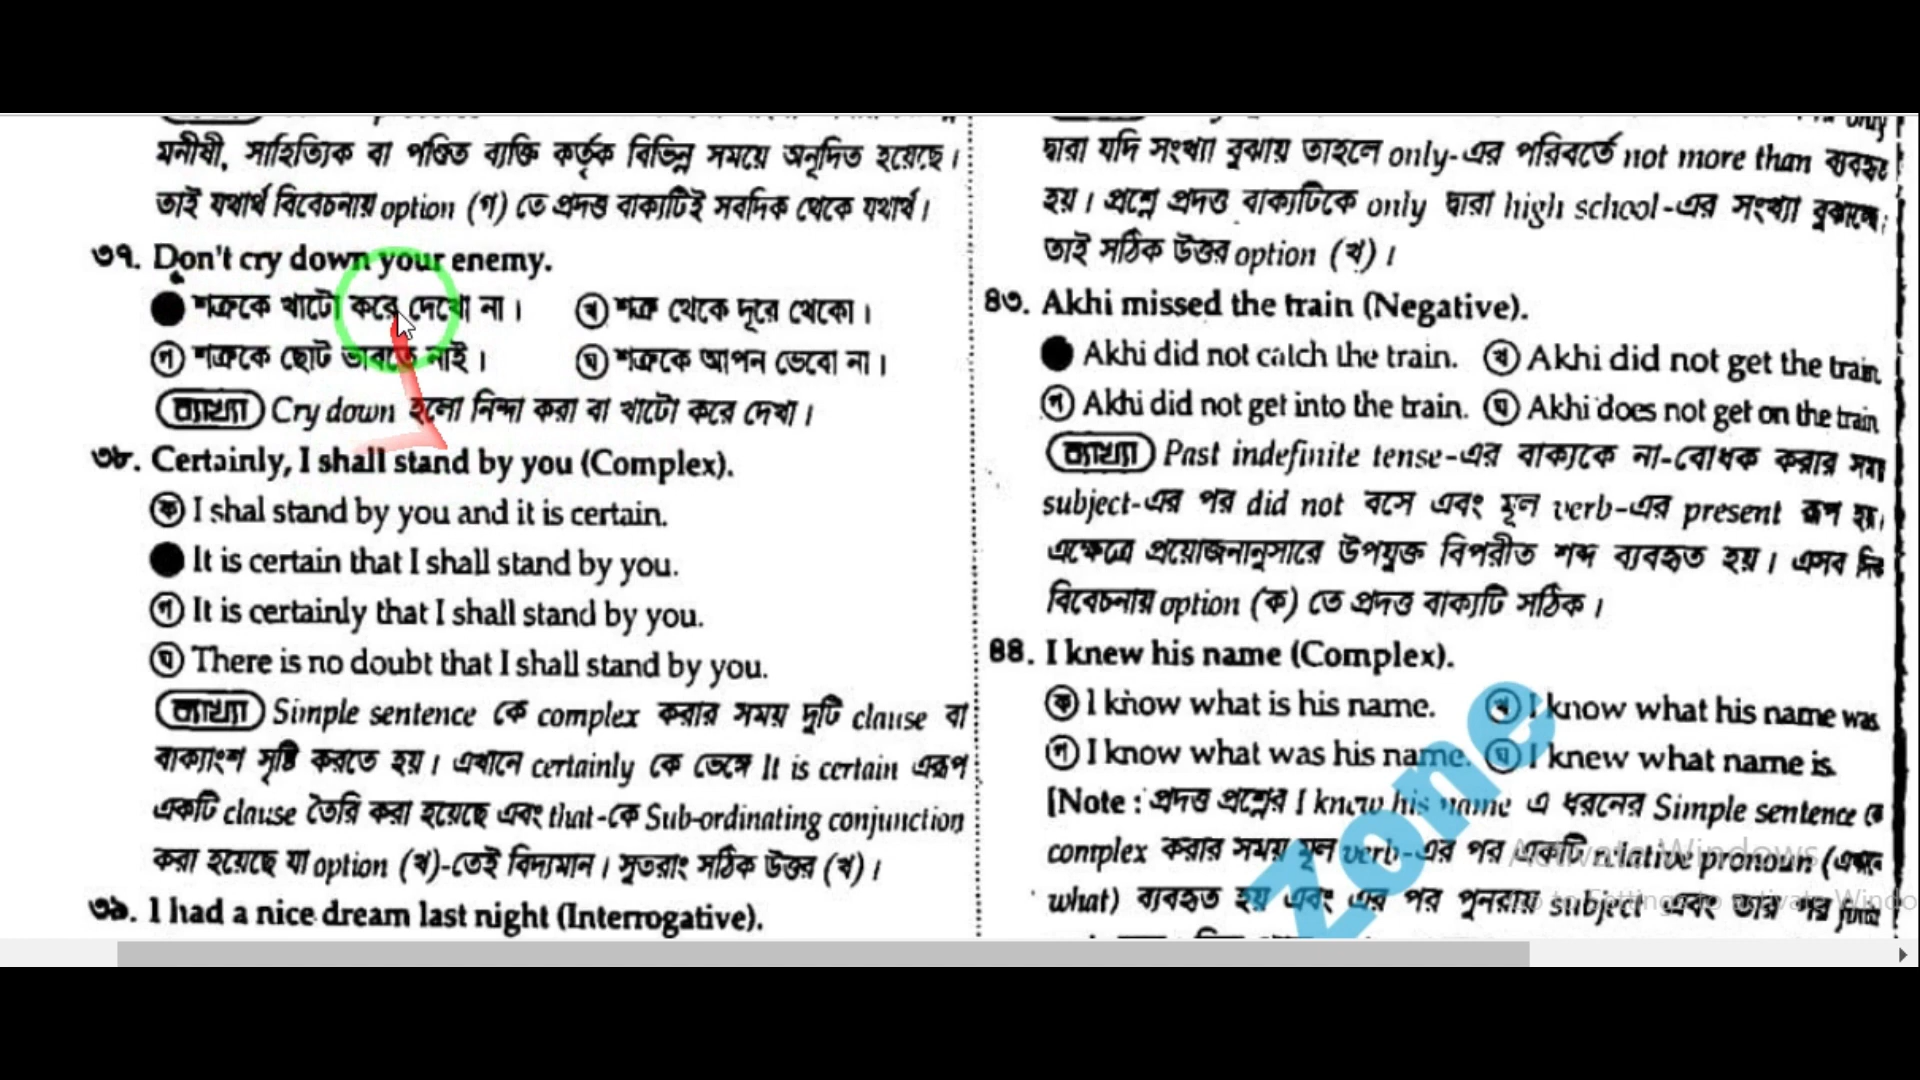 মনীষী, সাহিত্যিক বা পণ্ডিত ব্যক্তি কর্তৃক বিভিন্ন সময়ে অনূদিত হয়েছে।
তাই যথার্থ বিবেচনায় option (গ) তে প্রদত্ত বাক্যটিই সবদিক থেকে যথার্থ।
৩৭. Don't cry down your enemy.
শত্রুকে খাটো করে দেখো না। (খ) শত্রু থেকে দূরে থেকো।
(গ) শত্রুকে ছোট ভাবতে নাই। (ঘ) শত্রুকে আপন ভেবো না।
ব্যাখ্যা Cry down হলো নিন্দা করা বা খাটো করে দেখা।
৩৮. Certainly, I shall stand by you (Complex).
(ক) I shal stand by you and it is certain.
It is certain that I shall stand by you.
(গ) It is certainly that I shall stand by you.
(ঘ) There is no doubt that I shall stand by you.
ব্যাখ্যা Simple sentence কে complex করার সময় দুটি clause বা
বাক্যাংশ সৃষ্টি করতে হয়। এখানে certainly কে ভেঙ্গে It is certain এরূপ
একটি clause তৈরি করা হয়েছে এবং that-কে Sub-ordinating conjunction
করা হয়েছে যা option (খ)-তেই বিদ্যমান। সুতরাং সঠিক উত্তর (খ)।
৩৯. I had a nice dream last night (Interrogative).
only
দ্বারা যদি সংখ্যা বুঝায় তাহলে only-এর পরিবর্তে not more than ব্যবহৃত
হয়। প্রশ্নে প্রদত্ত বাক্যটিকে only দ্বারা high school-এর সংখ্যা বুঝাচ্ছে।
তাই সঠিক উত্তর option (খ)।
৪৩. Akhi missed the train (Negative).
Akhi did not catch the train. (খ) Akhi did not get the train
(গ) Akhi did not get into the train. (ঘ) Akhi does not get on the train
ব্যাখ্যা Past indefinite tense-এর বাক্যকে না-বোধক করার সময়
subject-এর পর did not বসে এবং মূল verb-এর present রূপ হয়।
এক্ষেত্রে প্রয়োজনানুসারে উপযুক্ত বিপরীত শব্দ ব্যবহৃত হয়। এসব দিক
বিবেচনায় option (ক) তে প্রদত্ত বাক্যটি সঠিক।
৪৪. I knew his name (Complex).
(ক) I know what is his name. (খ) I know what his name was
(গ) I know what was his name. (ঘ) I knew what name is.
[Note : প্রদত্ত প্রশ্নের I knew his name এ ধরনের Simple sentence কে
complex করার সময় মূল verb-এর পর একটি relative pronoun (এখানে
what) ব্যবহৃত হয় এবং এর পর পুনরায় subject এবং তার পর
zone
Activate Windows
Go to Settings to activate Windo